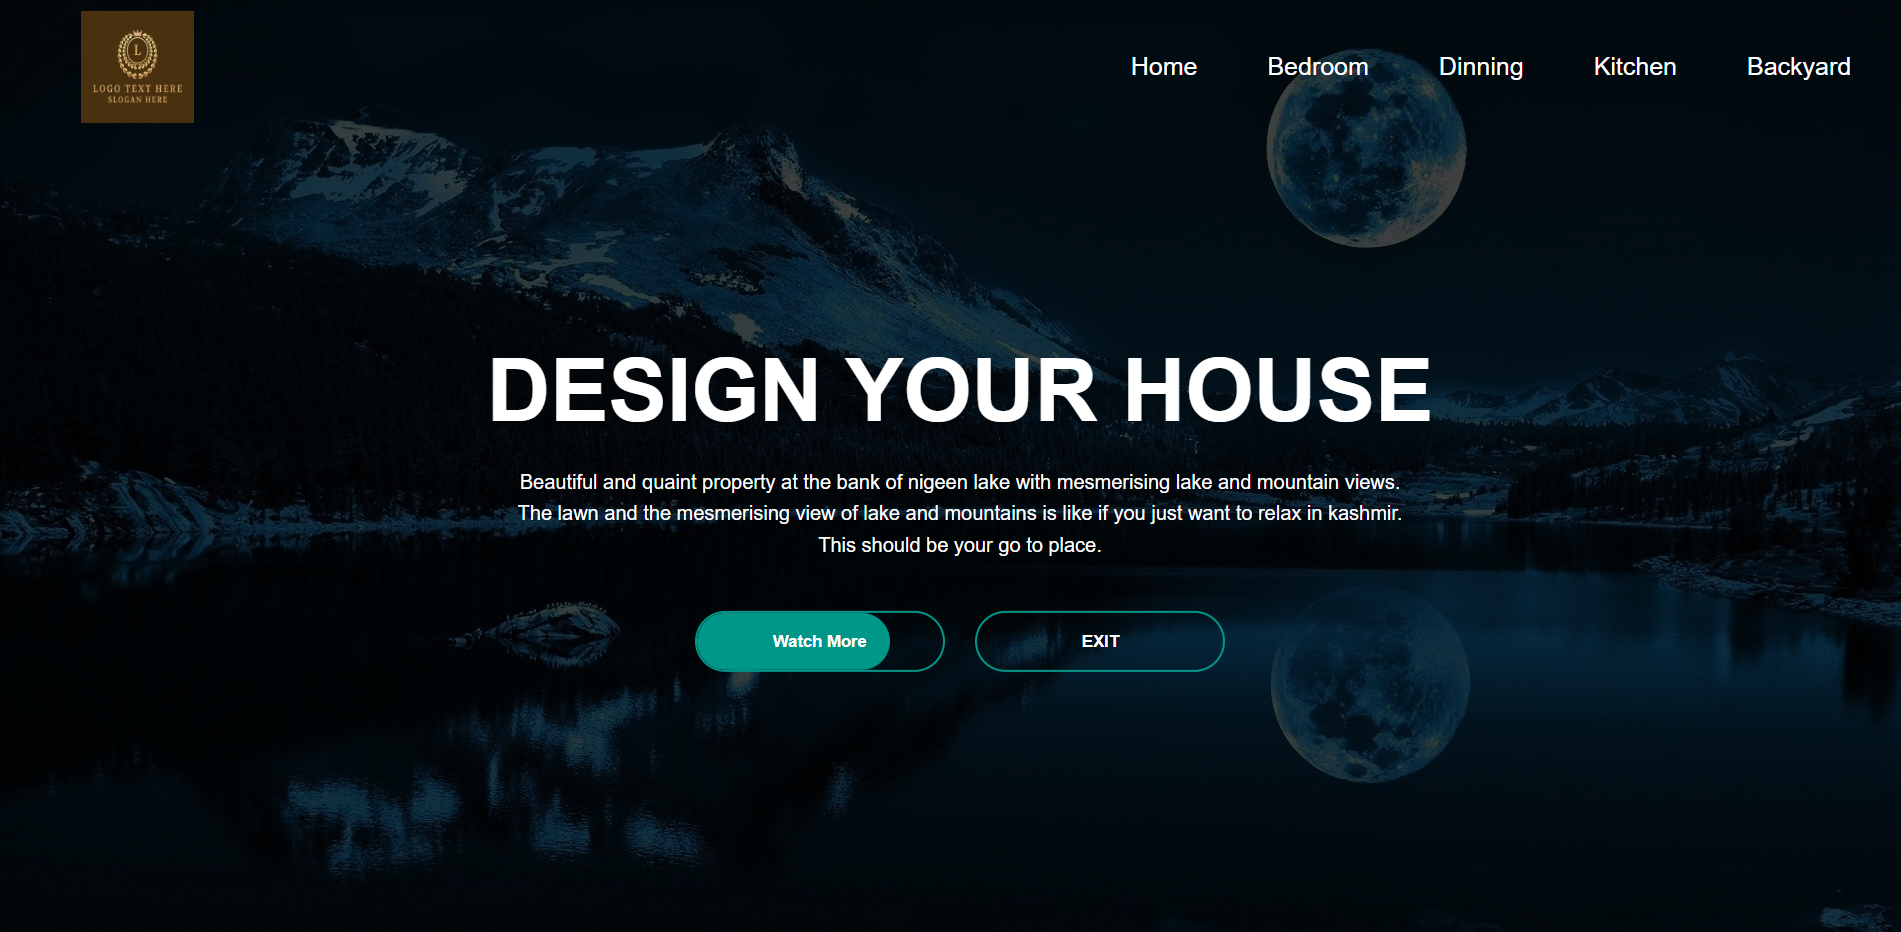 L
LOGO TEXT HERE
SLOGAN HERE
Home Bedroom Dinning Kitchen Backyard
DESIGN YOUR HOUSE
Beautiful and quaint property at the bank of nigeen lake with mesmerising lake and mountain views.
The lawn and the mesmerising view of lake and mountains is like if you just want to relax in kashmir.
This should be your go to place.
Watch More EXIT